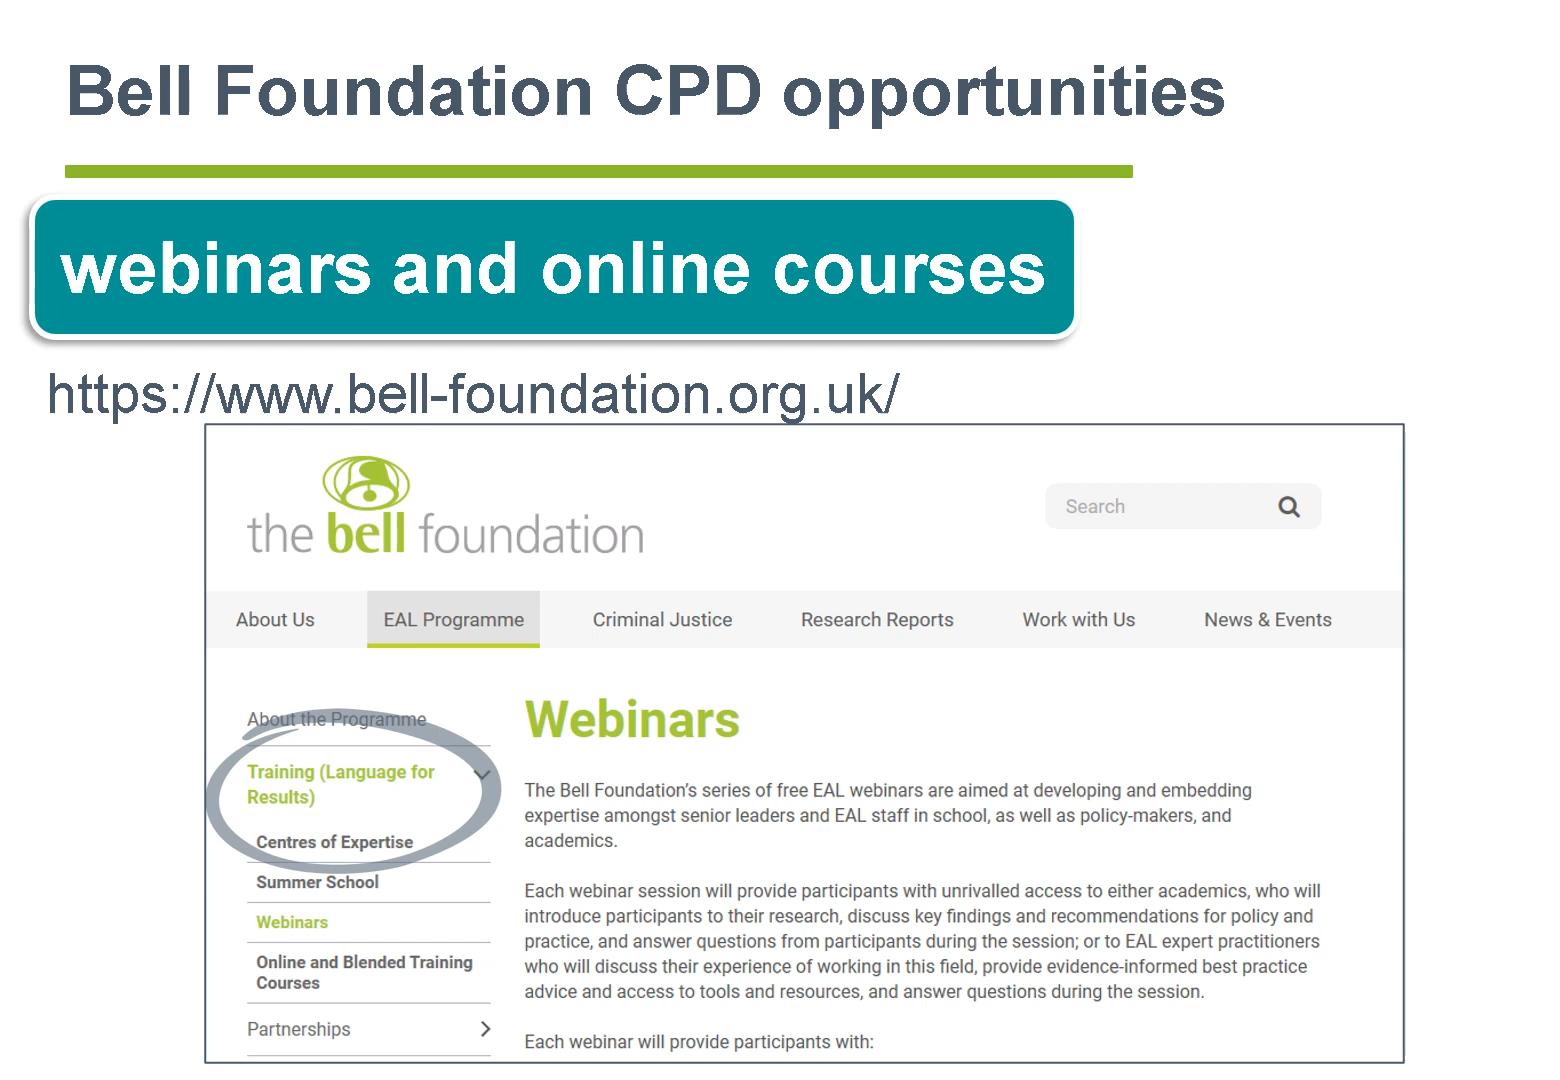 Bell Foundation CPD opportunities
webinars and online courses
https://www.bell-foundation.org.uk/
the bell foundation
Search
About Us
EAL Programme
Criminal Justice
Research Reports
Work with Us
News & Events
About the Programme
Training (Language for
Results)
Centres of Expertise
Summer School
Webinars
Online and Blended Training
Courses
Partnerships
Webinars
The Bell Foundation’s series of free EAL webinars are aimed at developing and embedding
expertise amongst senior leaders and EAL staff in school, as well as policy-makers, and
academics.
Each webinar session will provide participants with unrivalled access to either academics, who will
introduce participants to their research, discuss key findings and recommendations for policy and
practice, and answer questions from participants during the session; or to EAL expert practitioners
who will discuss their experience of working in this field, provide evidence-informed best practice
advice and access to tools and resources, and answer questions during the session.
Each webinar will provide participants with: